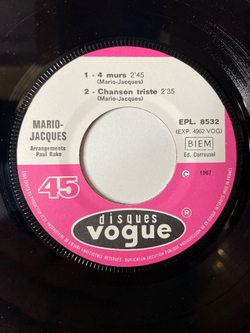 1 - 4 murs 2'45
(Mario-Jacques)
2 - Chanson triste 2'35
(Mario-Jacques)
MARIO-
JACQUES
Arrangements
Paul Rako
EPL. 8532
(EXP. 4962 VOG)
BIEM
Ed. Carrousel
© 1967
45
disques
vogue
®